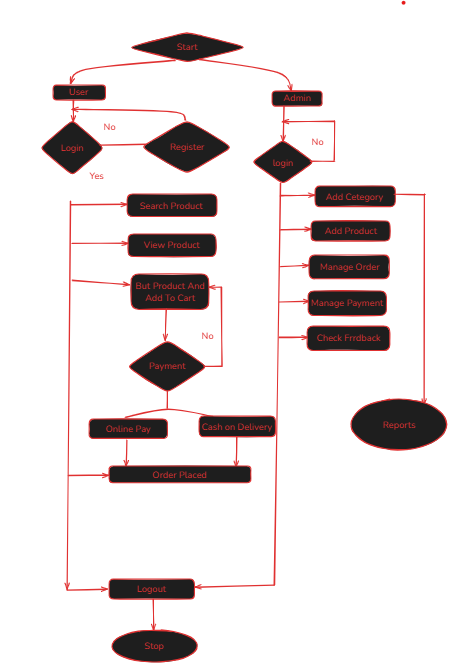 Start
User
Admin
No
Login
Register
No
login
Yes
Search Product
Add Cetegory
View Product
Add Product
Manage Order
But Product And
Add To Cart
Manage Payment
No
Check Frrdback
Payment
Online Pay
Cash on Delivery
Reports
Order Placed
Logout
Stop